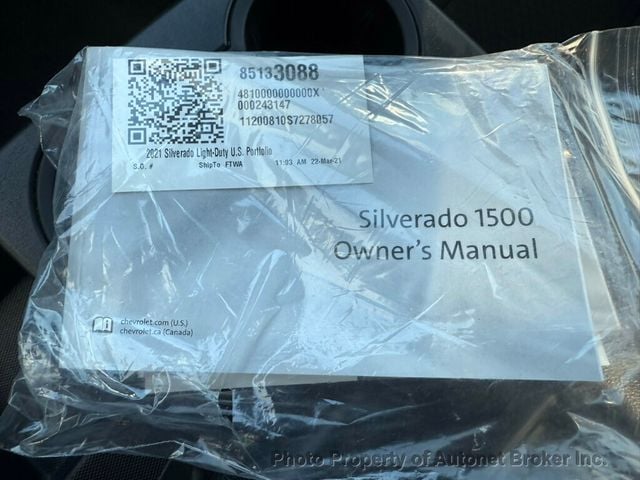 85133088
4810000000000X
000243147
11200810S7278057
2021 Silverado Light-Duty U.S. Portfolio
S.O. # ShipTo FTWA 11:03 AM 22-Mar-21
Silverado 1500
Owner's Manual
chevrolet.com (U.S.)
chevrolet.ca (Canada)
Photo Property of Autonet Broker Inc.